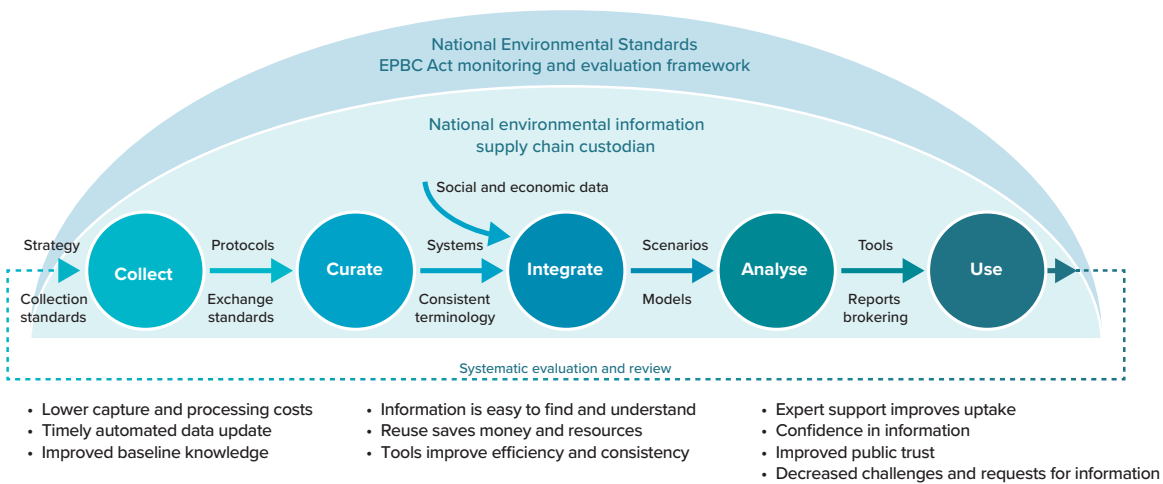 National Environmental Standards
EPBC Act monitoring and evaluation framework
National environmental information
supply chain custodian
Social and economic data
Strategy
Collection
standards
Collect
Protocols
Exchange
standards
Curate
Systems
Consistent
terminology
Integrate
Scenarios
Models
Analyse
Tools
Reports
brokering
Use
Systematic evaluation and review
• Lower capture and processing costs
• Timely automated data update
• Improved baseline knowledge
• Information is easy to find and understand
• Reuse saves money and resources
• Tools improve efficiency and consistency
• Expert support improves uptake
• Confidence in information
• Improved public trust
• Decreased challenges and requests for information